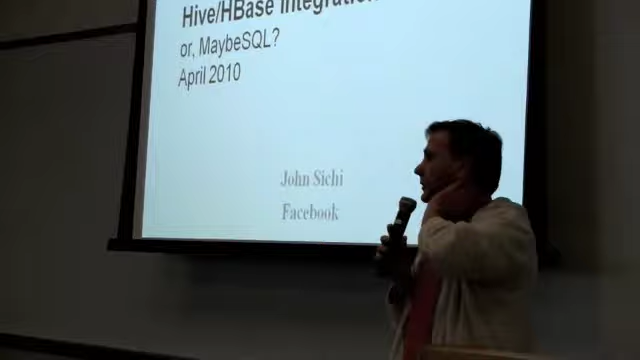 Hive/HBase Integration
or, MaybeSQL?
April 2010
John Sichi
Facebook